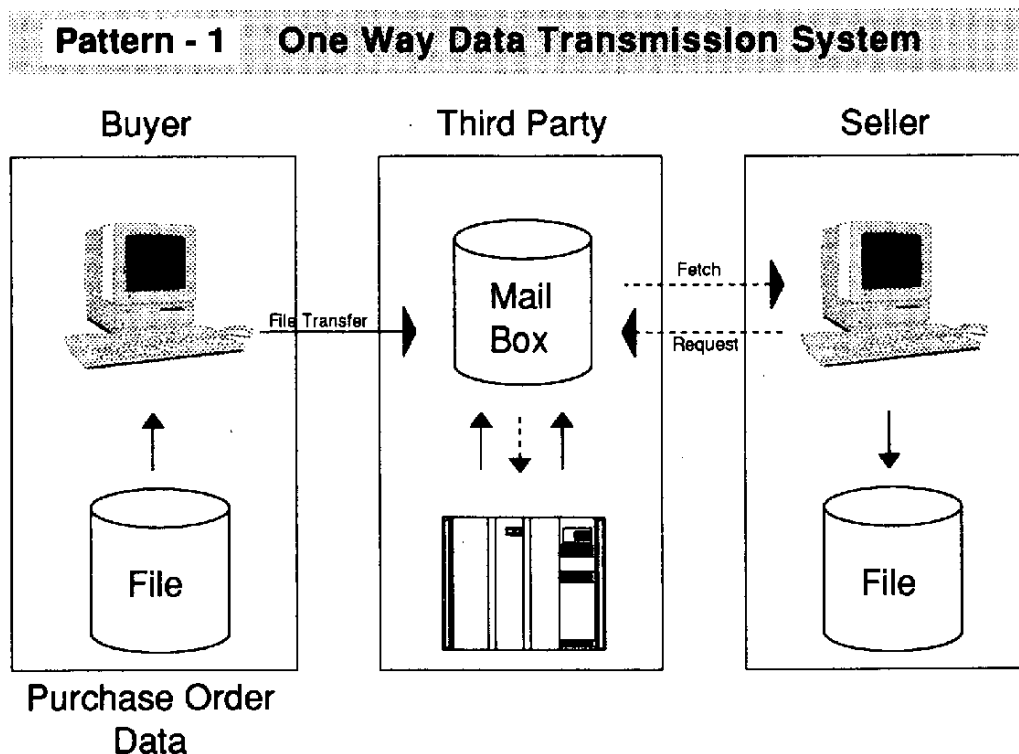 Pattern - 1 One Way Data Transmission System
Buyer
Third Party
Seller
File Transfer
Mail
Box
Fetch
Request
File
File
Purchase Order
Data